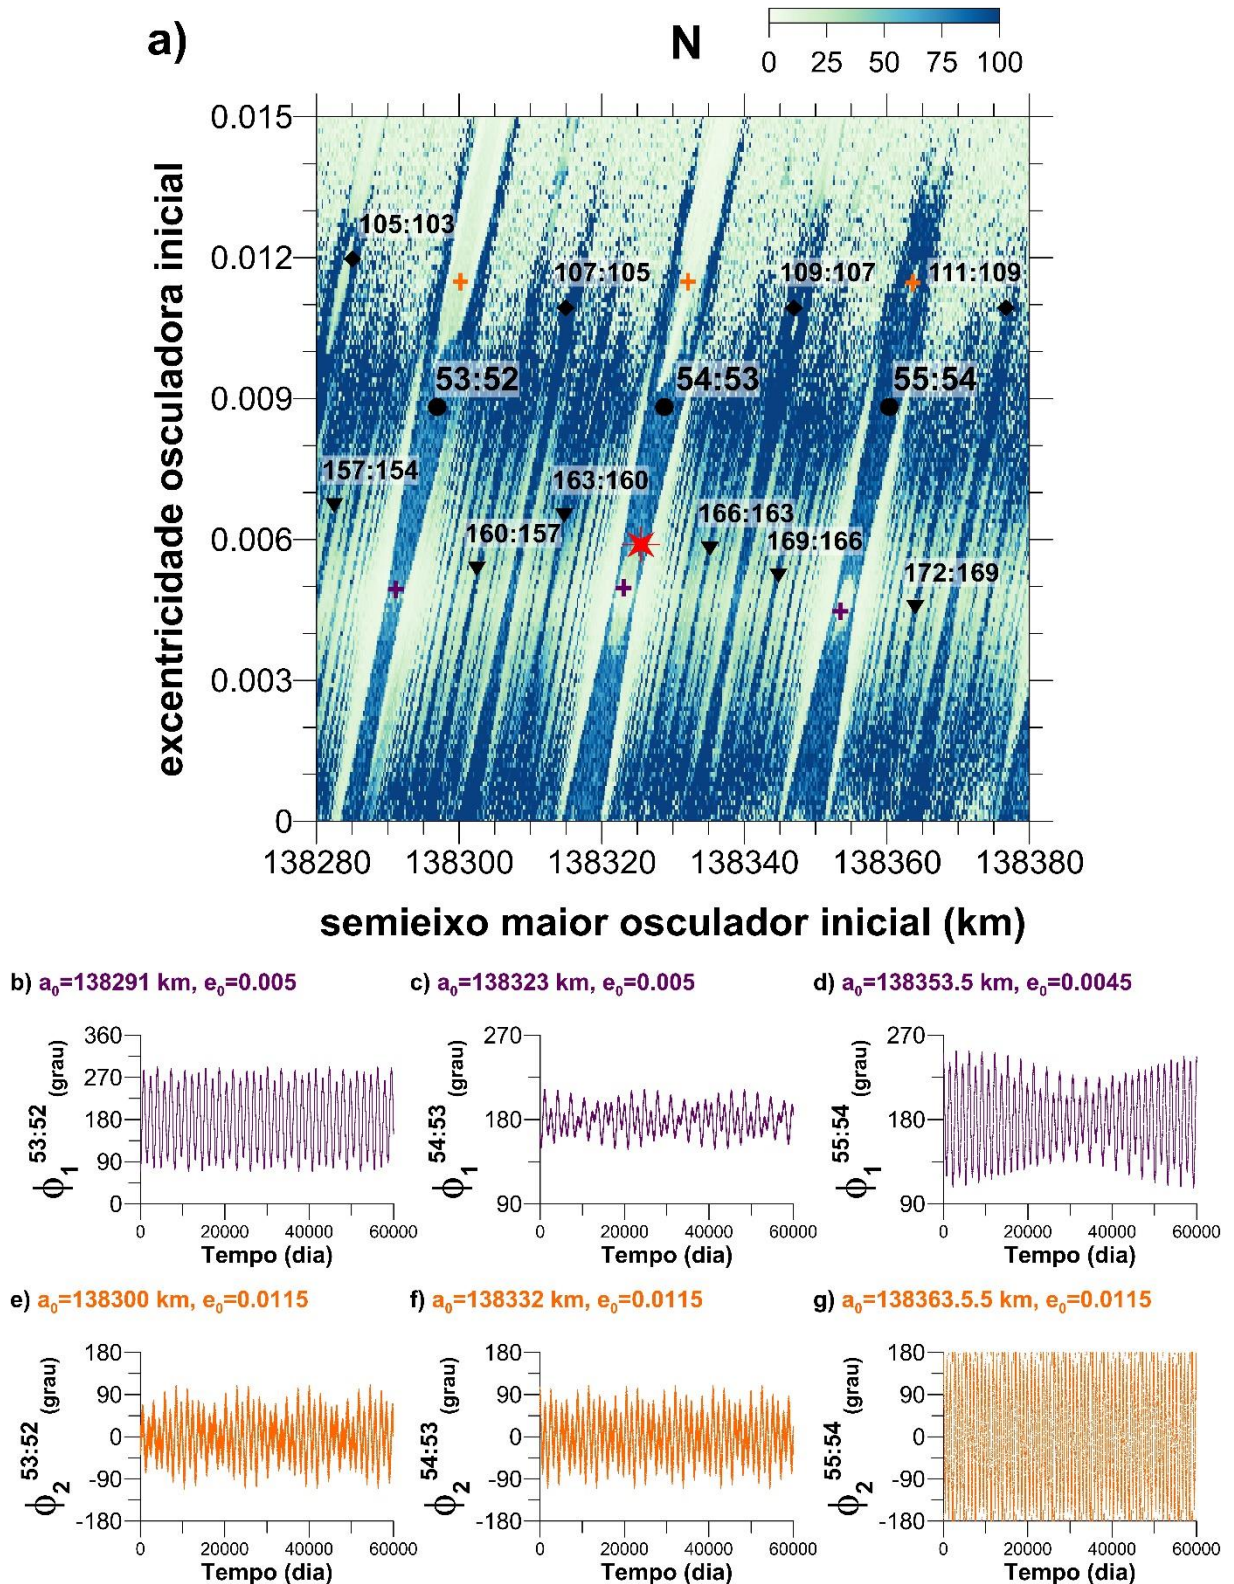 a)
N
0 25 50 75 100
excentricidade osculadora inicial
0.015
0.012
0.009
0.006
0.003
0
105:103
107:105
109:107
111:109
53:52
54:53
55:54
157:154
163:160
160:157
166:163
169:166
172:169
138280 138300 138320 138340 138360 138380
semieixo maior osculador inicial (km)
b) a₀=138291 km, e₀=0.005
ϕ₁ 53:52 (grau)
360
270
180
90
0
0 20000 40000 60000
Tempo (dia)
c) a₀=138323 km, e₀=0.005
ϕ₁ 54:53 (grau)
270
180
90
0 20000 40000 60000
Tempo (dia)
d) a₀=138353.5 km, e₀=0.0045
ϕ₁ 55:54 (grau)
270
180
90
0 20000 40000 60000
Tempo (dia)
e) a₀=138300 km, e₀=0.0115
ϕ₂ 53:52 (grau)
180
90
0
-90
-180
0 20000 40000 60000
Tempo (dia)
f) a₀=138332 km, e₀=0.0115
ϕ₂ 54:53 (grau)
180
90
0
-90
-180
0 20000 40000 60000
Tempo (dia)
g) a₀=138363.5.5 km, e₀=0.0115
ϕ₂ 55:54 (grau)
180
90
0
-90
-180
0 20000 40000 60000
Tempo (dia)